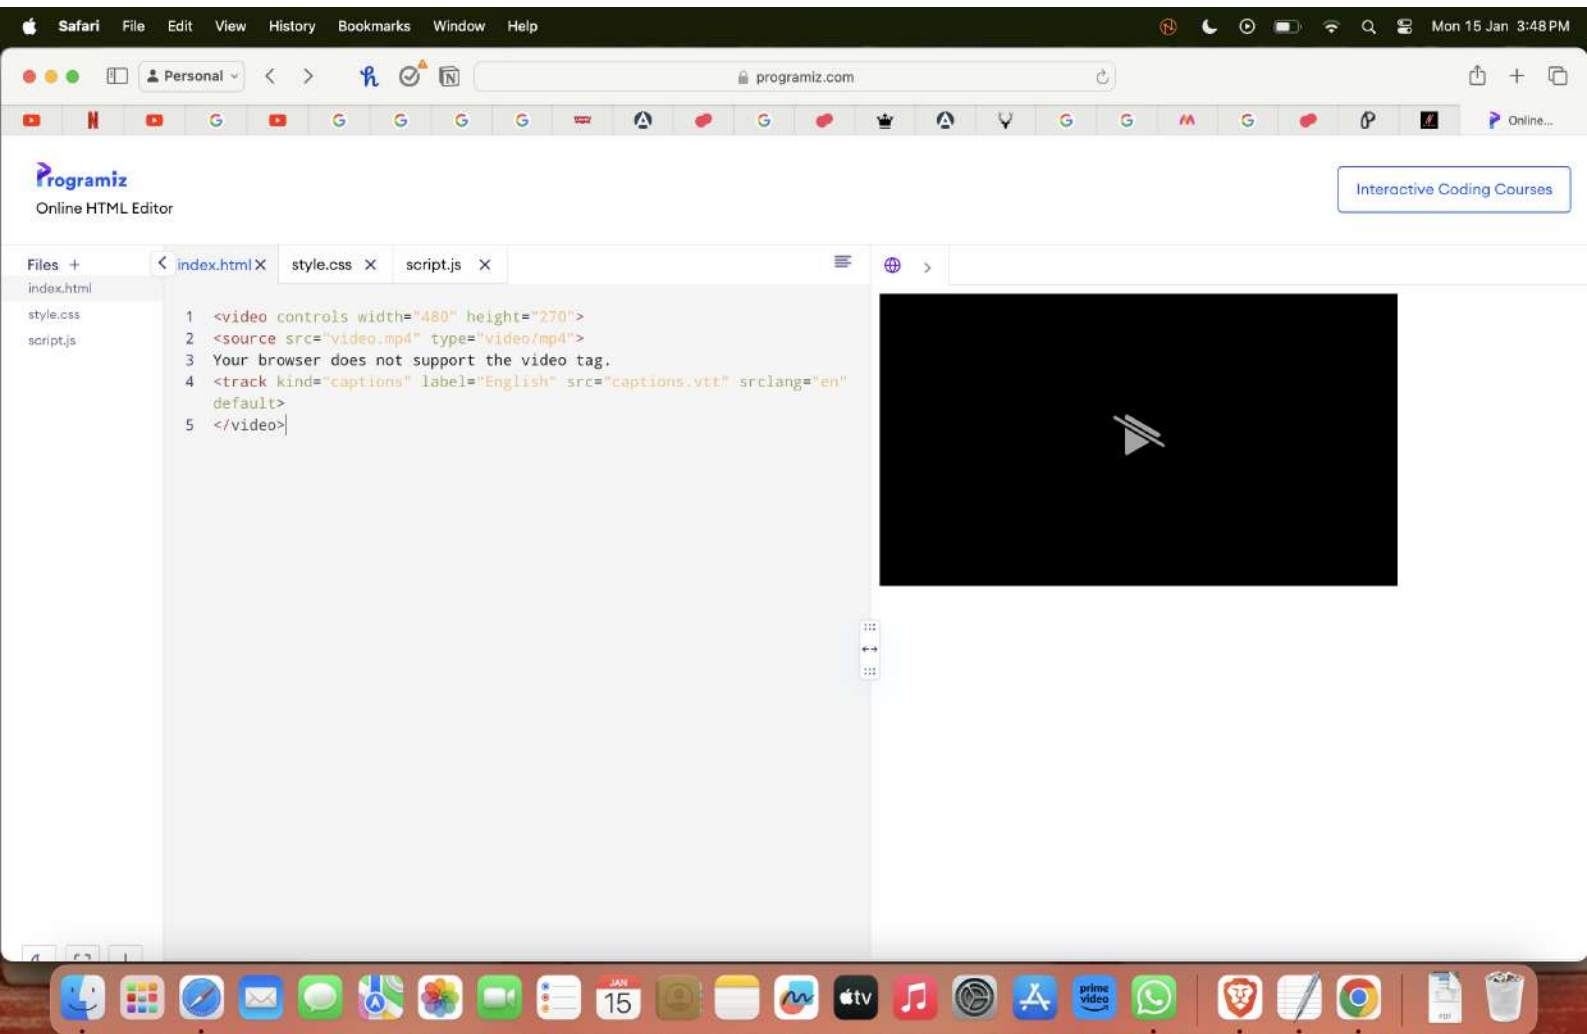 Safari File Edit View History Bookmarks Window Help Mon 15 Jan 3:48 PM
Personal programiz.com
Online...
Programiz
Online HTML Editor
Interactive Coding Courses
Files + index.html style.css script.js
index.html
style.css
script.js
1 <video controls width="480" height="270">
2 <source src="video.mp4" type="video/mp4">
3 Your browser does not support the video tag.
4 <track kind="captions" label="English" src="captions.vtt" srclang="en"
default>
5 </video>
JAN
15
tv
prime
video
PDF